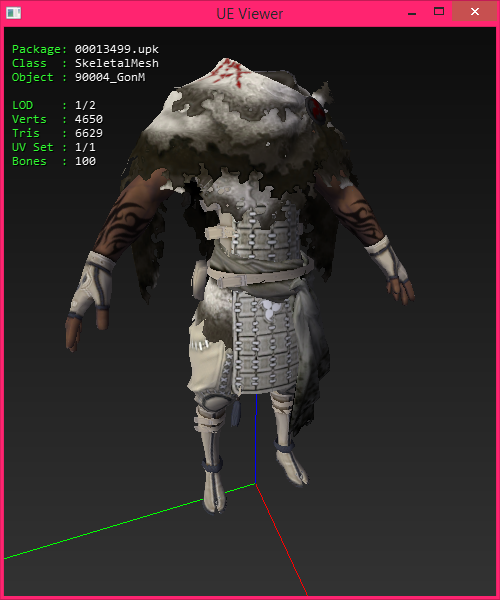 UE Viewer
Package: 00013499.upk
Class : SkeletalMesh
Object : 90004_GonM
LOD : 1/2
Verts : 4650
Tris : 6629
UV Set : 1/1
Bones : 100